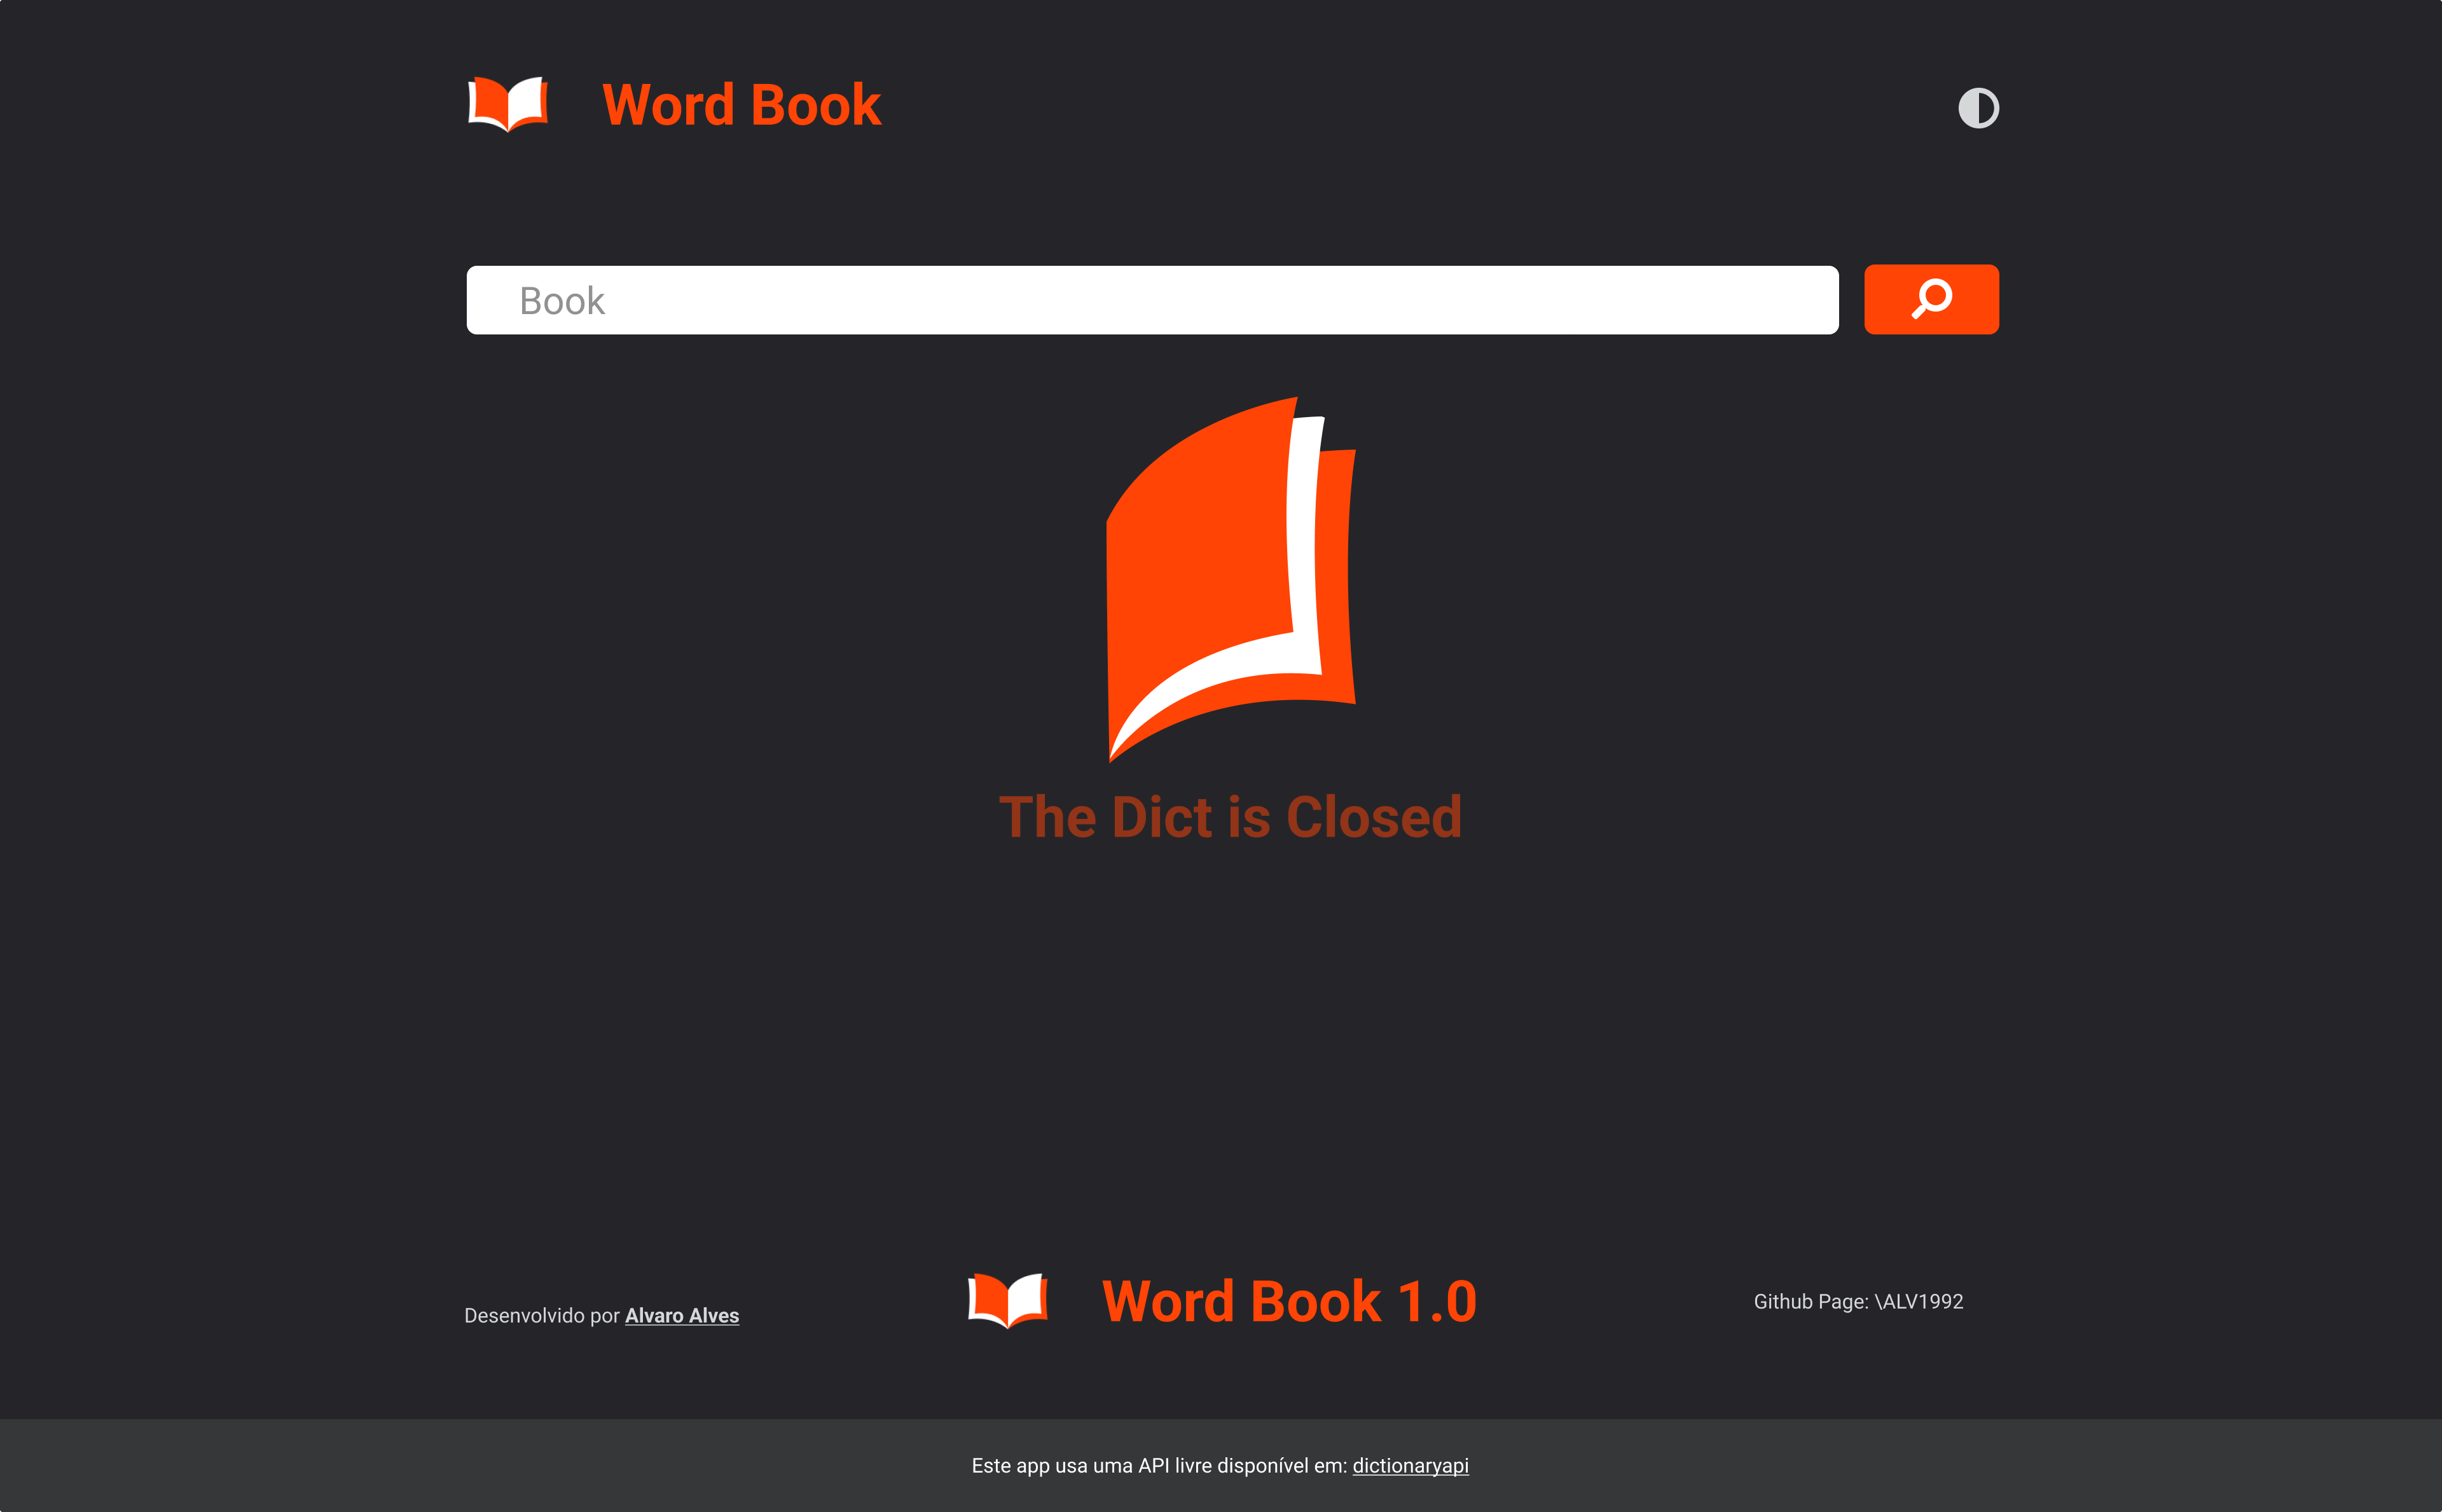 Word Book
Book
The Dict is Closed
Desenvolvido por Alvaro Alves
Word Book 1.0
Github Page: \ALV1992
Este app usa uma API livre disponível em: dictionaryapi